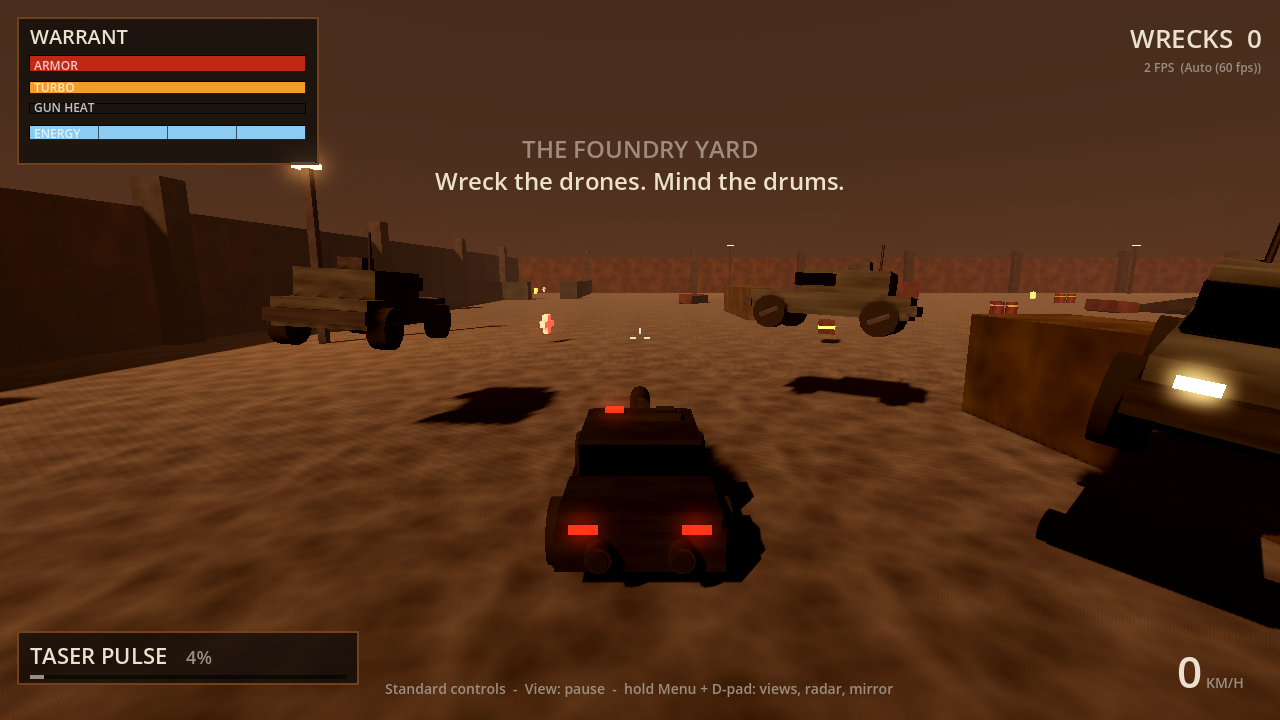 WARRANT
ARMOR
TURBO
GUN HEAT
ENERGY
WRECKS 0
2 FPS (Auto (60 fps))
THE FOUNDRY YARD
Wreck the drones. Mind the drums.
TASER PULSE 4%
Standard controls - View: pause - hold Menu + D-pad: views, radar, mirror
0 KM/H